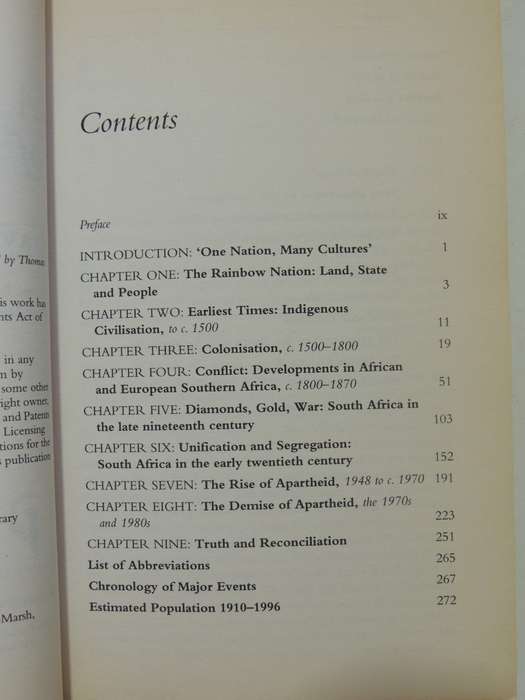 Contents
Preface ix
INTRODUCTION: ‘One Nation, Many Cultures’ 1
CHAPTER ONE: The Rainbow Nation: Land, State
and People 3
CHAPTER TWO: Earliest Times: Indigenous
Civilisation, to c. 1500 11
CHAPTER THREE: Colonisation, c. 1500–1800 19
CHAPTER FOUR: Conflict: Developments in African
and European Southern Africa, c. 1800–1870 51
CHAPTER FIVE: Diamonds, Gold, War: South Africa in
the late nineteenth century 103
CHAPTER SIX: Unification and Segregation:
South Africa in the early twentieth century 152
CHAPTER SEVEN: The Rise of Apartheid, 1948 to c. 1970 191
CHAPTER EIGHT: The Demise of Apartheid, the 1970s
and 1980s 223
CHAPTER NINE: Truth and Reconciliation 251
List of Abbreviations 265
Chronology of Major Events 267
Estimated Population 1910–1996 272
by Thoma
is work ha
nts Act of
in any
n by
some other
ight owner.
and Patents
Licensing
tions for the
publication
rary
Marsh,